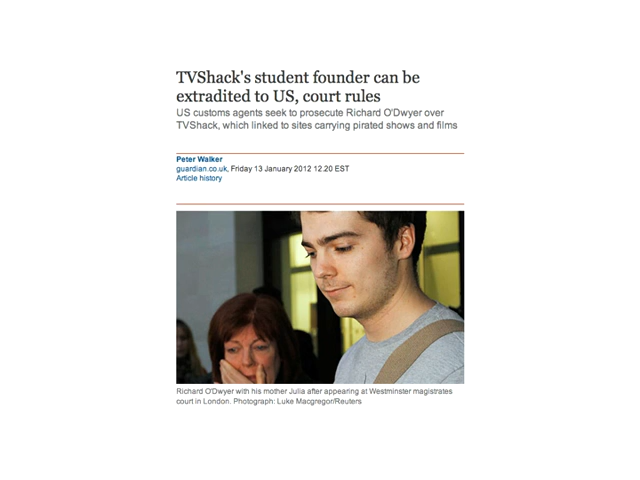 TVShack's student founder can be
extradited to US, court rules
US customs agents seek to prosecute Richard O'Dwyer over
TVShack, which linked to sites carrying pirated shows and films
Peter Walker
guardian.co.uk, Friday 13 January 2012 12.20 EST
Article history
Richard O'Dwyer with his mother Julia after appearing at Westminster magistrates
court in London. Photograph: Luke Macgregor/Reuters